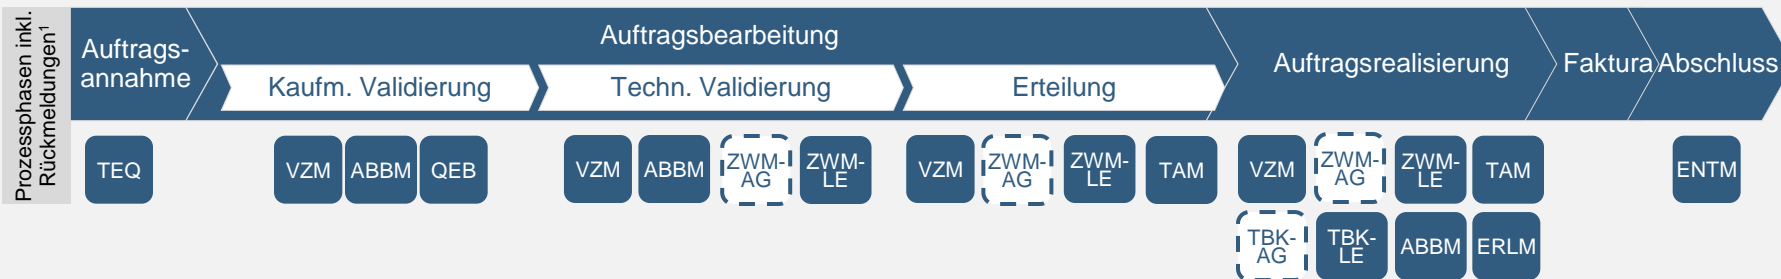 Prozessphasen inkl.
Rückmeldungen¹
Auftrags-
annahme
Auftragsbearbeitung
Kaufm. Validierung
Techn. Validierung
Erteilung
Auftragsrealisierung
Faktura
Abschluss
TEQ
VZM
ABBM
QEB
VZM
ABBM
ZWM-
AG
ZWM-
LE
VZM
ZWM-
AG
ZWM-
LE
TAM
VZM
ZWM-
AG
ZWM-
LE
TAM
ENTM
TBK-
AG
TBK-
LE
ABBM
ERLM